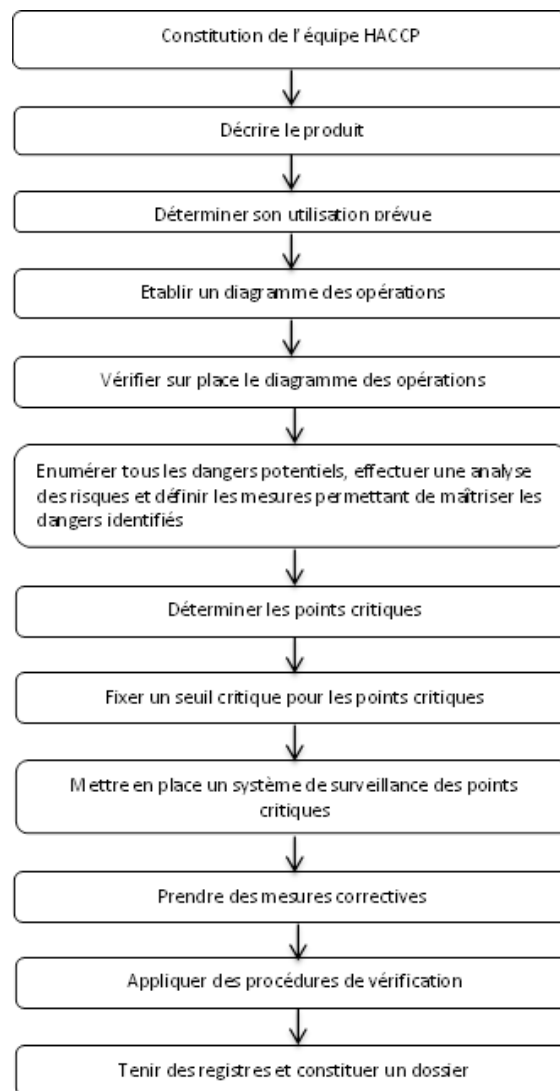 Constitution de l'équipe HACCP
Décrire le produit
Déterminer son utilisation prévue
Etablir un diagramme des opérations
Vérifier sur place le diagramme des opérations
Enumérer tous les dangers potentiels, effectuer une analyse
des risques et définir les mesures permettant de maîtriser les
dangers identifiés
Déterminer les points critiques
Fixer un seuil critique pour les points critiques
Mettre en place un système de surveillance des points
critiques
Prendre des mesures correctives
Appliquer des procédures de vérification
Tenir des registres et constituer un dossier